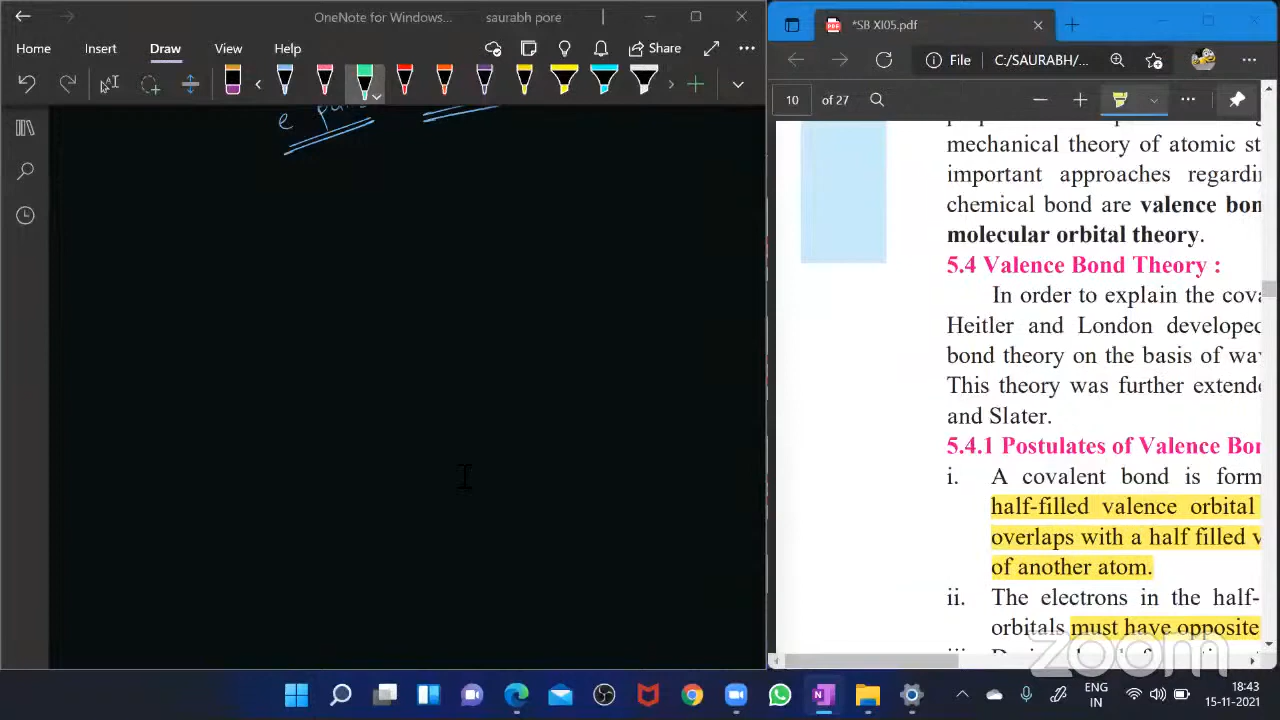 OneNote for Windows...
saurabh pore
Home Insert Draw View Help
Share
e
*SB XI05.pdf
File
C:/SAURABH/...
10 of 27
mechanical theory of atomic st
important approaches regardi
chemical bond are valence bon
molecular orbital theory.
5.4 Valence Bond Theory :
In order to explain the cova
Heitler and London developed
bond theory on the basis of wa
This theory was further extende
and Slater.
5.4.1 Postulates of Valence Bon
i. A covalent bond is form
half-filled valence orbital
overlaps with a half filled v
of another atom.
ii. The electrons in the half-
orbitals must have opposite
zoom
ENG
IN
18:43
15-11-2021